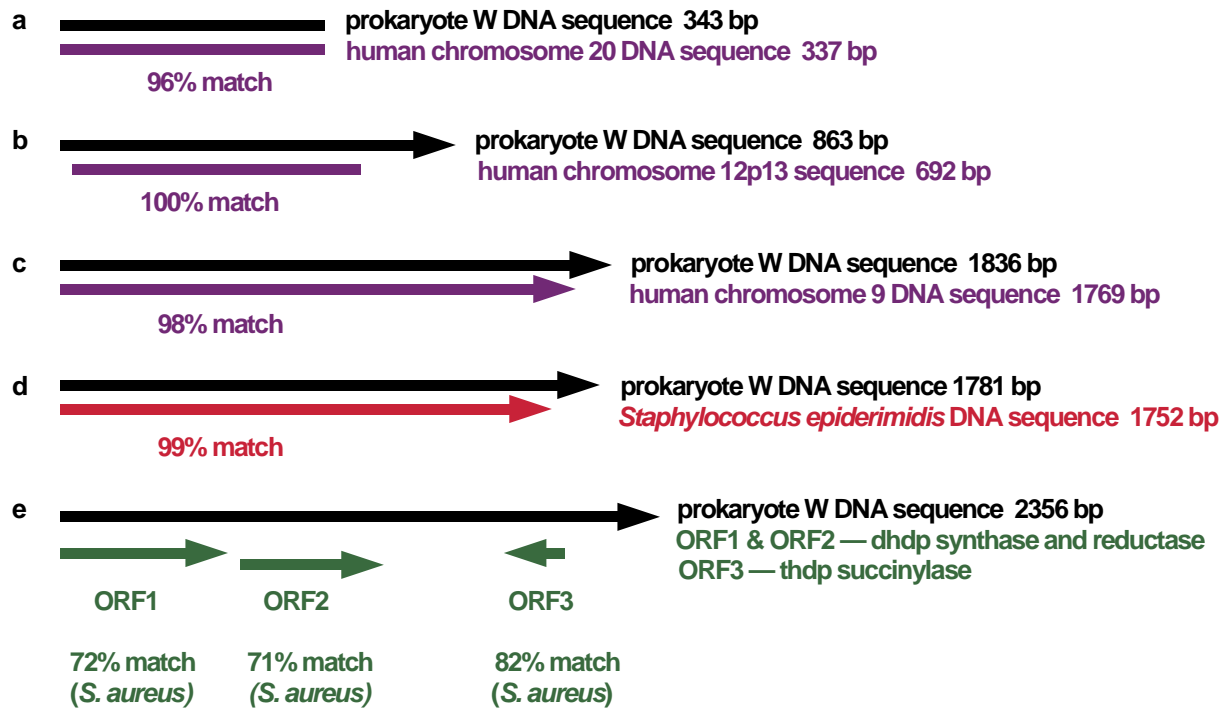 a
prokaryote W DNA sequence 343 bp
human chromosome 20 DNA sequence 337 bp
96% match
b
prokaryote W DNA sequence 863 bp
human chromosome 12p13 sequence 692 bp
100% match
c
prokaryote W DNA sequence 1836 bp
human chromosome 9 DNA sequence 1769 bp
98% match
d
prokaryote W DNA sequence 1781 bp
Staphylococcus epiderimidis DNA sequence 1752 bp
99% match
e
prokaryote W DNA sequence 2356 bp
ORF1 & ORF2 — dhdp synthase and reductase
ORF3 — thdp succinylase
ORF1 ORF2 ORF3
72% match 71% match 82% match
(S. aureus) (S. aureus) (S. aureus)